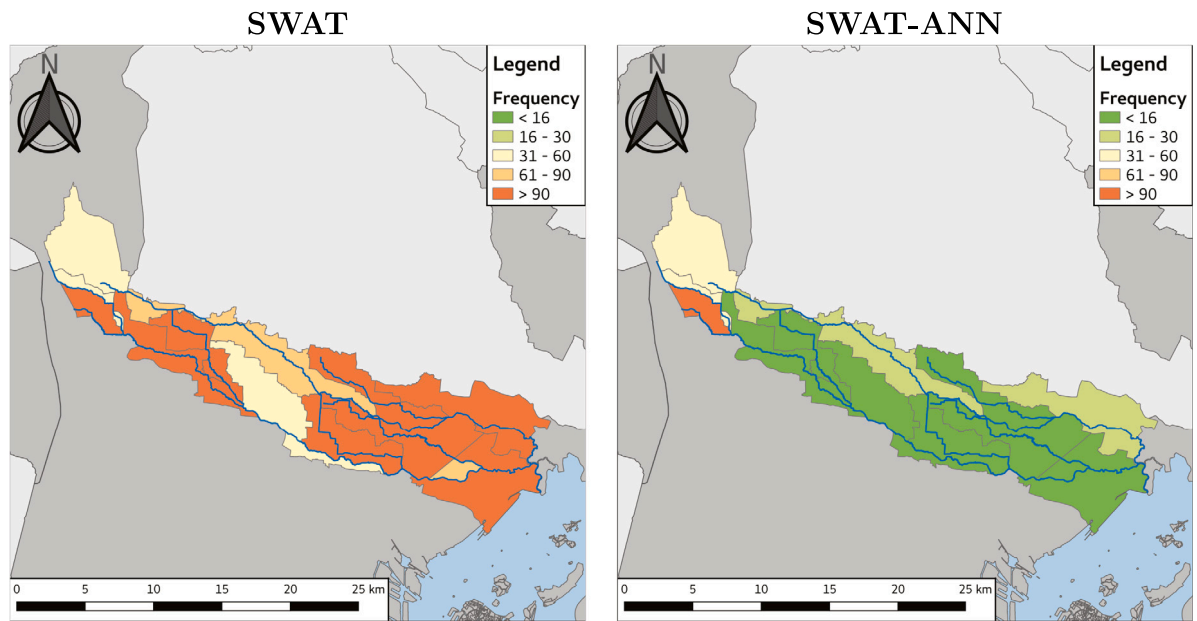 SWAT
N
Legend
Frequency
< 16
16 - 30
31 - 60
61 - 90
> 90
0 5 10 15 20 25 km
SWAT-ANN
N
Legend
Frequency
< 16
16 - 30
31 - 60
61 - 90
> 90
0 5 10 15 20 25 km